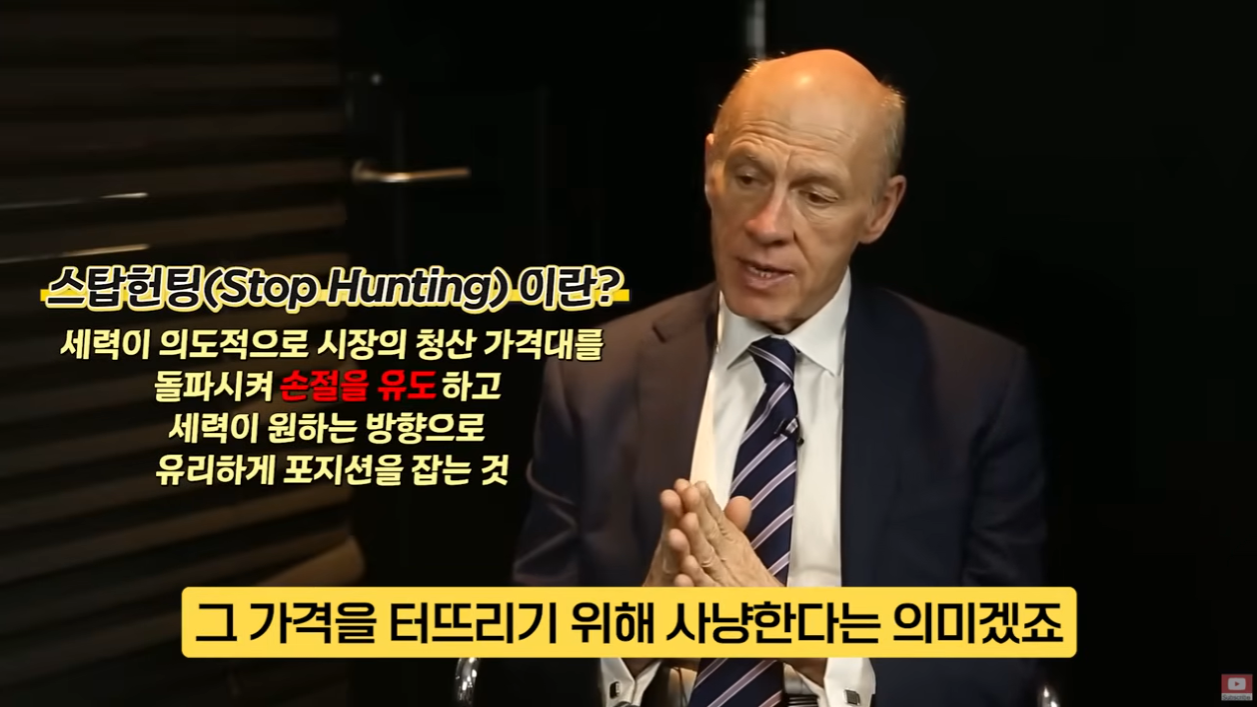 스탑헌팅(Stop Hunting) 이란?
세력이 의도적으로 시장의 청산 가격대를
돌파시켜 손절을 유도하고
세력이 원하는 방향으로
유리하게 포지션을 잡는 것
그 가격을 터뜨리기 위해 사냥한다는 의미겠죠
Subscribe